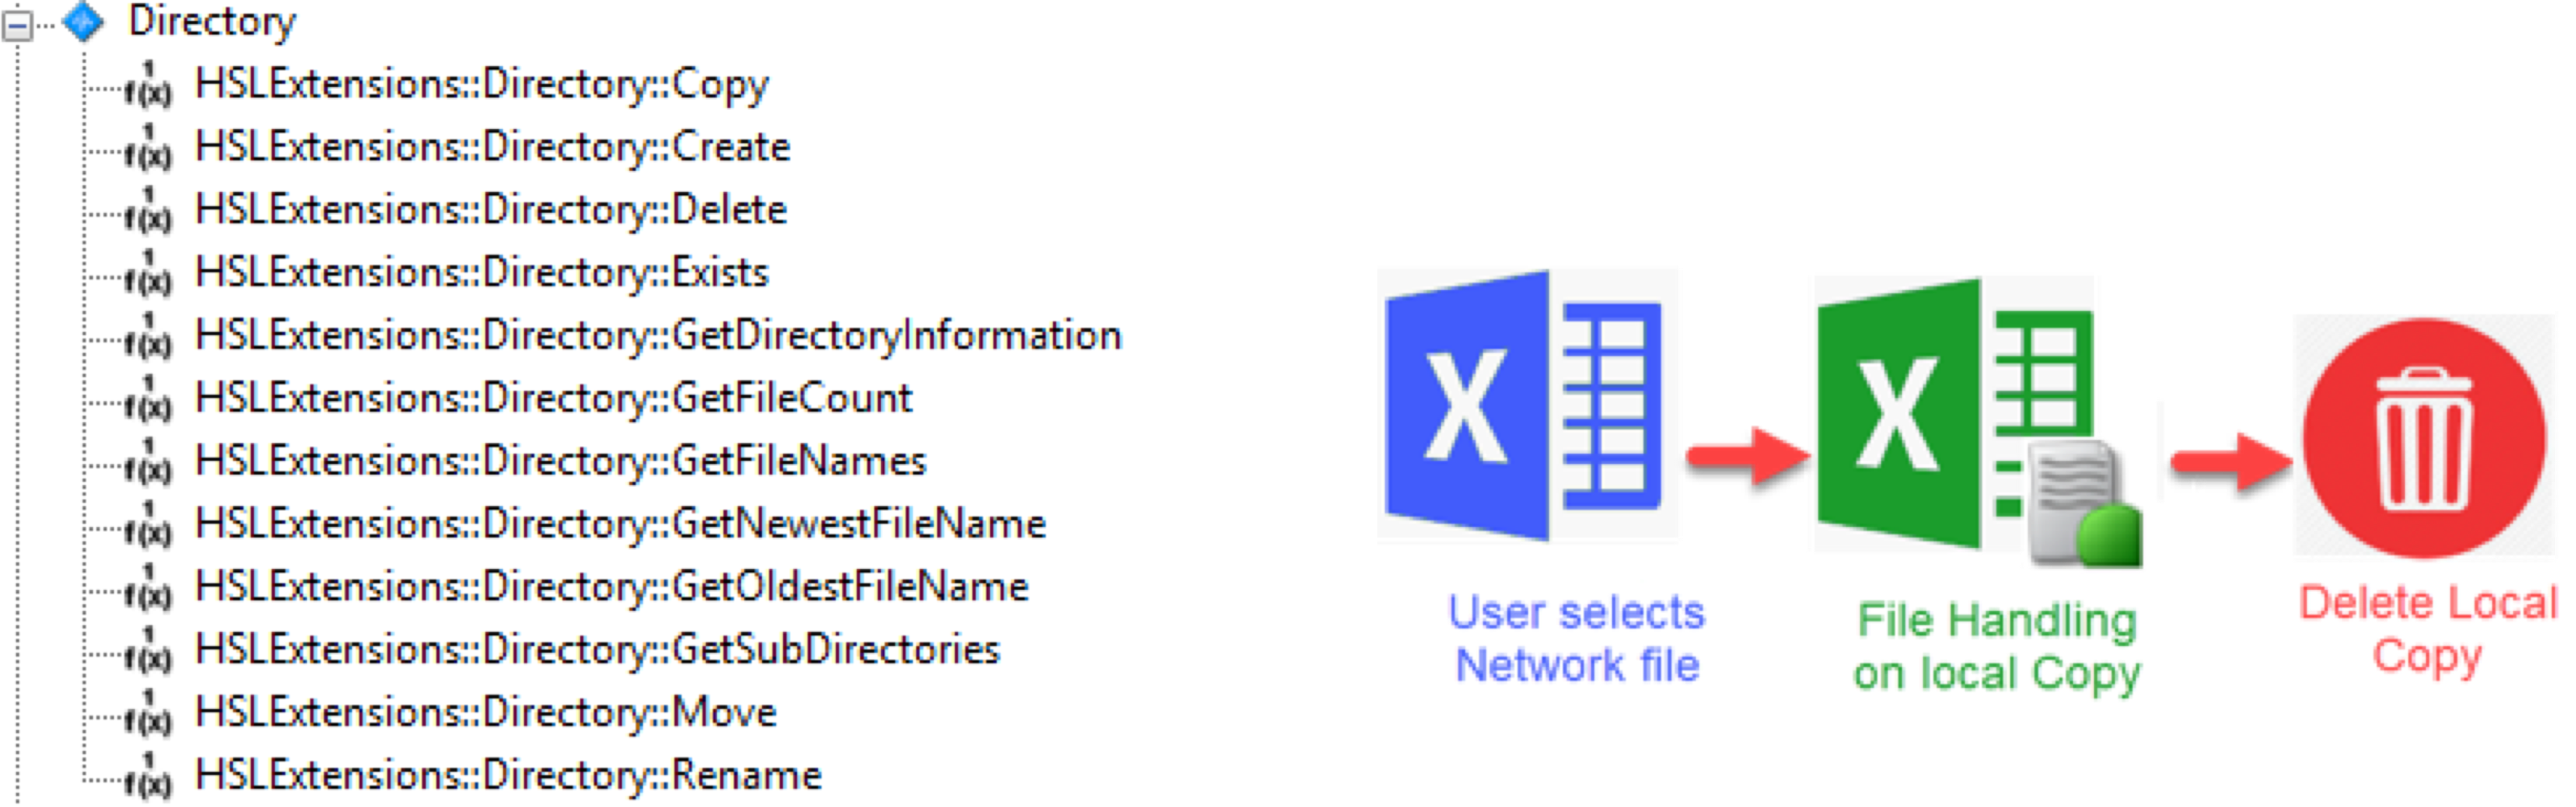 Directory
HSLExtensions::Directory::Copy
HSLExtensions::Directory::Create
HSLExtensions::Directory::Delete
HSLExtensions::Directory::Exists
HSLExtensions::Directory::GetDirectoryInformation
HSLExtensions::Directory::GetFileCount
HSLExtensions::Directory::GetFileNames
HSLExtensions::Directory::GetNewestFileName
HSLExtensions::Directory::GetOldestFileName
HSLExtensions::Directory::GetSubDirectories
HSLExtensions::Directory::Move
HSLExtensions::Directory::Rename
User selects
Network file
File Handling
on local Copy
Delete Local
Copy